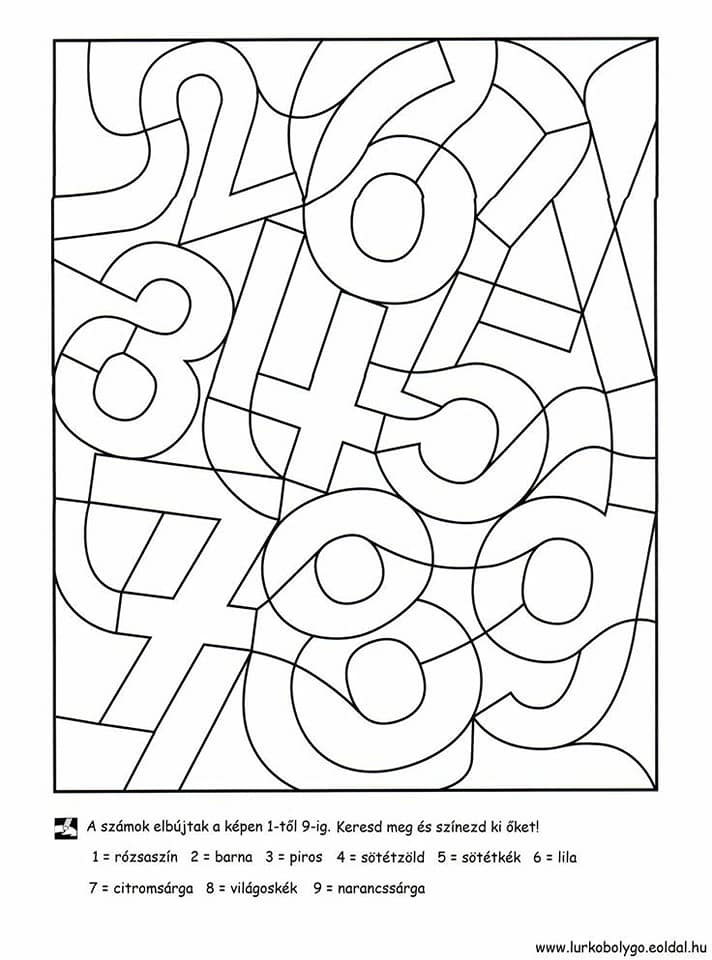 A számok elbújtak a képen 1-től 9-ig. Keresd meg és színezd ki őket!
1 = rózsaszín 2 = barna 3 = piros 4 = sötétzöld 5 = sötétkék 6 = lila
7 = citromsárga 8 = világoskék 9 = narancssárga
www.lurkobolygo.eoldal.hu